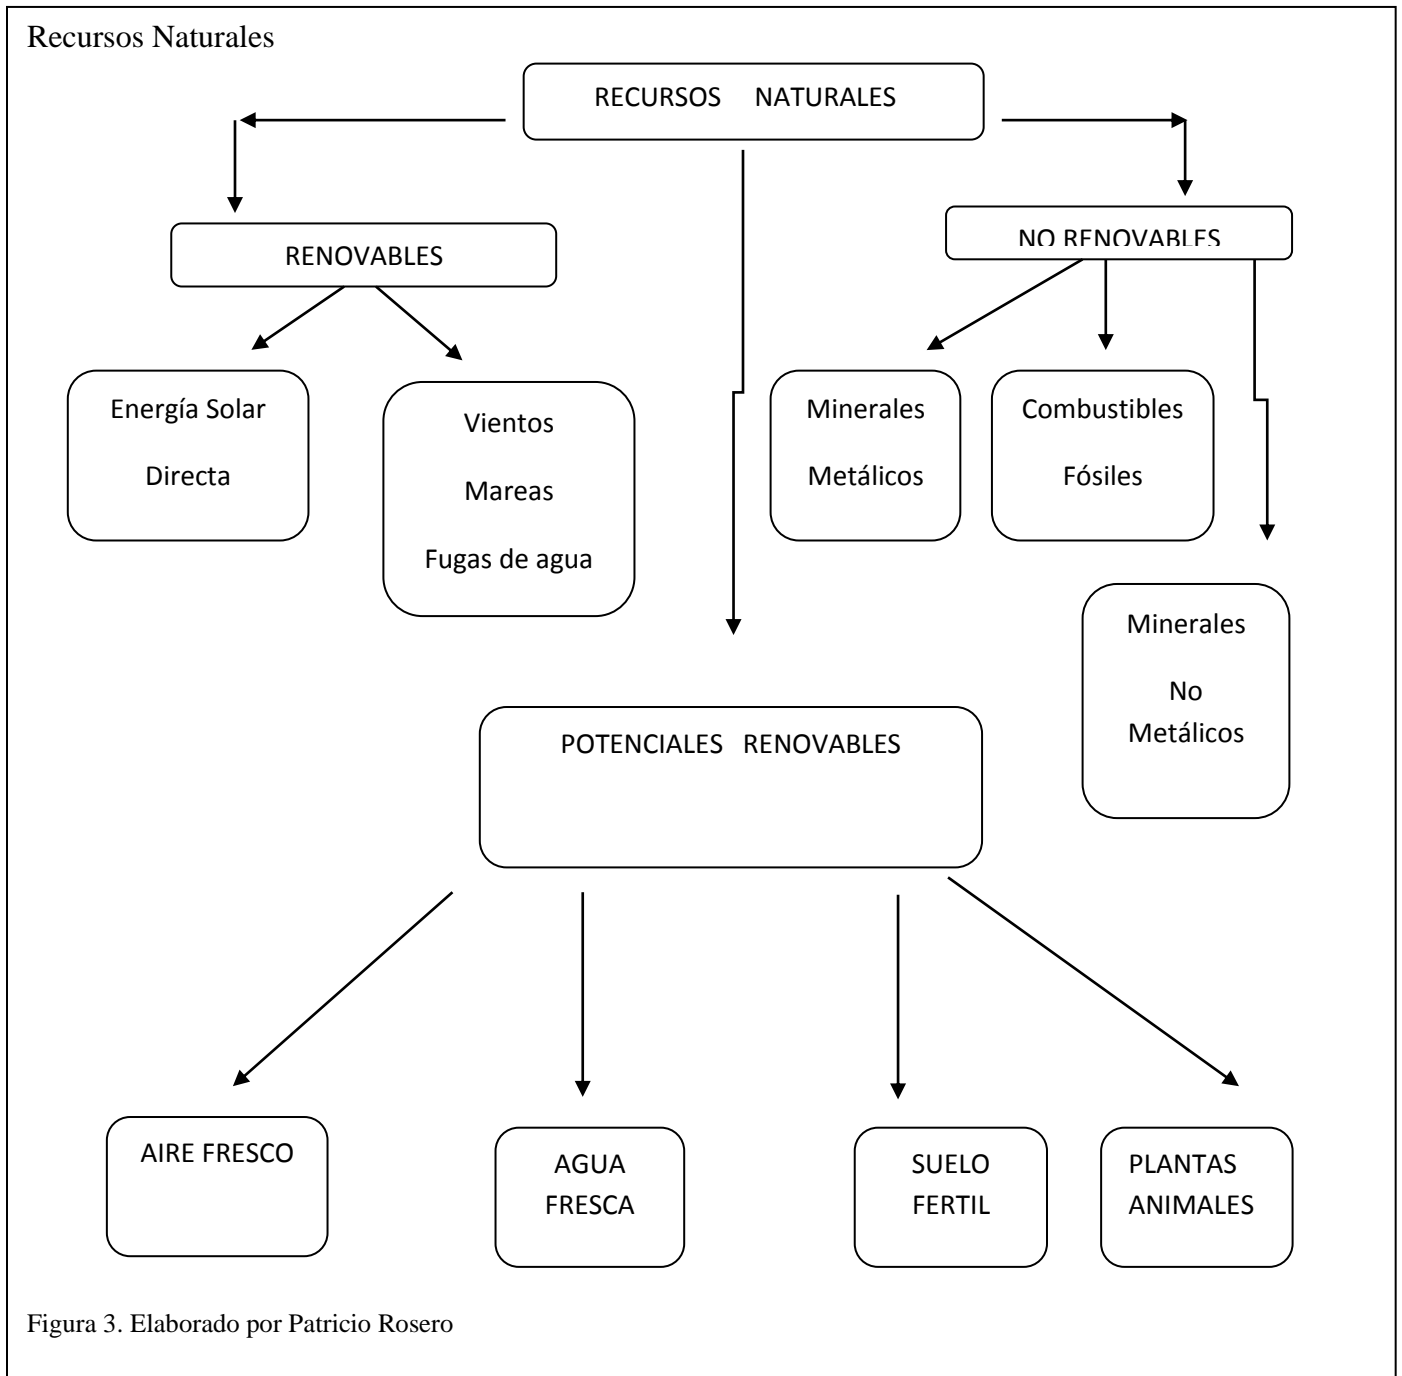 Recursos Naturales
RECURSOS NATURALES
RENOVABLES
NO RENOVABLES
Energía Solar
Directa
Vientos
Mareas
Fugas de agua
Minerales
Metálicos
Combustibles
Fósiles
Minerales
No
Metálicos
POTENCIALES RENOVABLES
AIRE FRESCO
AGUA
FRESCA
SUELO
FERTIL
PLANTAS
ANIMALES
Figura 3. Elaborado por Patricio Rosero